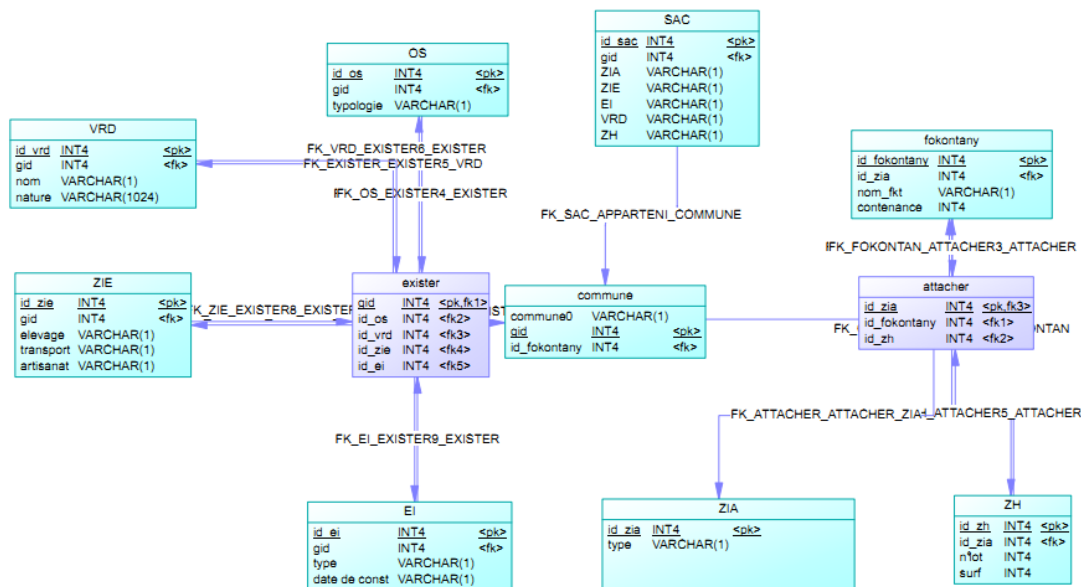 SAC
id_sac INT4 <pk>
gid INT4 <fk>
ZIA VARCHAR(1)
ZIE VARCHAR(1)
EI VARCHAR(1)
VRD VARCHAR(1)
ZH VARCHAR(1)
OS
id_os INT4 <pk>
gid INT4 <fk>
typologie VARCHAR(1)
VRD
id_vrd INT4 <pk>
gid INT4 <fk>
nom VARCHAR(1)
nature VARCHAR(1024)
FK_VRD_EXISTER6_EXISTER
FK_EXISTER_EXISTER5_VRD
FK_OS_EXISTER4_EXISTER
FK_SAC_APPARTENI_COMMUNE
fokontany
id_fokontany INT4 <pk>
id_zia INT4 <fk>
nom_fkt VARCHAR(1)
contenance INT4
FK_FOKONTAN_ATTACHER3_ATTACHER
ZIE
id_zie INT4 <pk>
gid INT4 <fk>
elevage VARCHAR(1)
transport VARCHAR(1)
artisanat VARCHAR(1)
K_ZIE_EXISTER8_EXISTER
exister
gid INT4 <pk,fk1>
id_os INT4 <fk2>
id_vrd INT4 <fk3>
id_zie INT4 <fk4>
id_ei INT4 <fk5>
commune
commune0 VARCHAR(1)
gid INT4 <pk>
id_fokontany INT4 <fk>
attacher
id_zia INT4 <pk,fk3>
id_fokontany INT4 <fk1>
id_zh INT4 <fk2>
FK_
ONTAN
FK_ATTACHER_ATTACHER_ZIA
_ATTACHER5_ATTACHER
FK_EI_EXISTER9_EXISTER
EI
id_ei INT4 <pk>
gid INT4 <fk>
type VARCHAR(1)
date de const VARCHAR(1)
ZIA
id_zia INT4 <pk>
type VARCHAR(1)
ZH
id_zh INT4 <pk>
id_zia INT4 <fk>
INT4
surf INT4